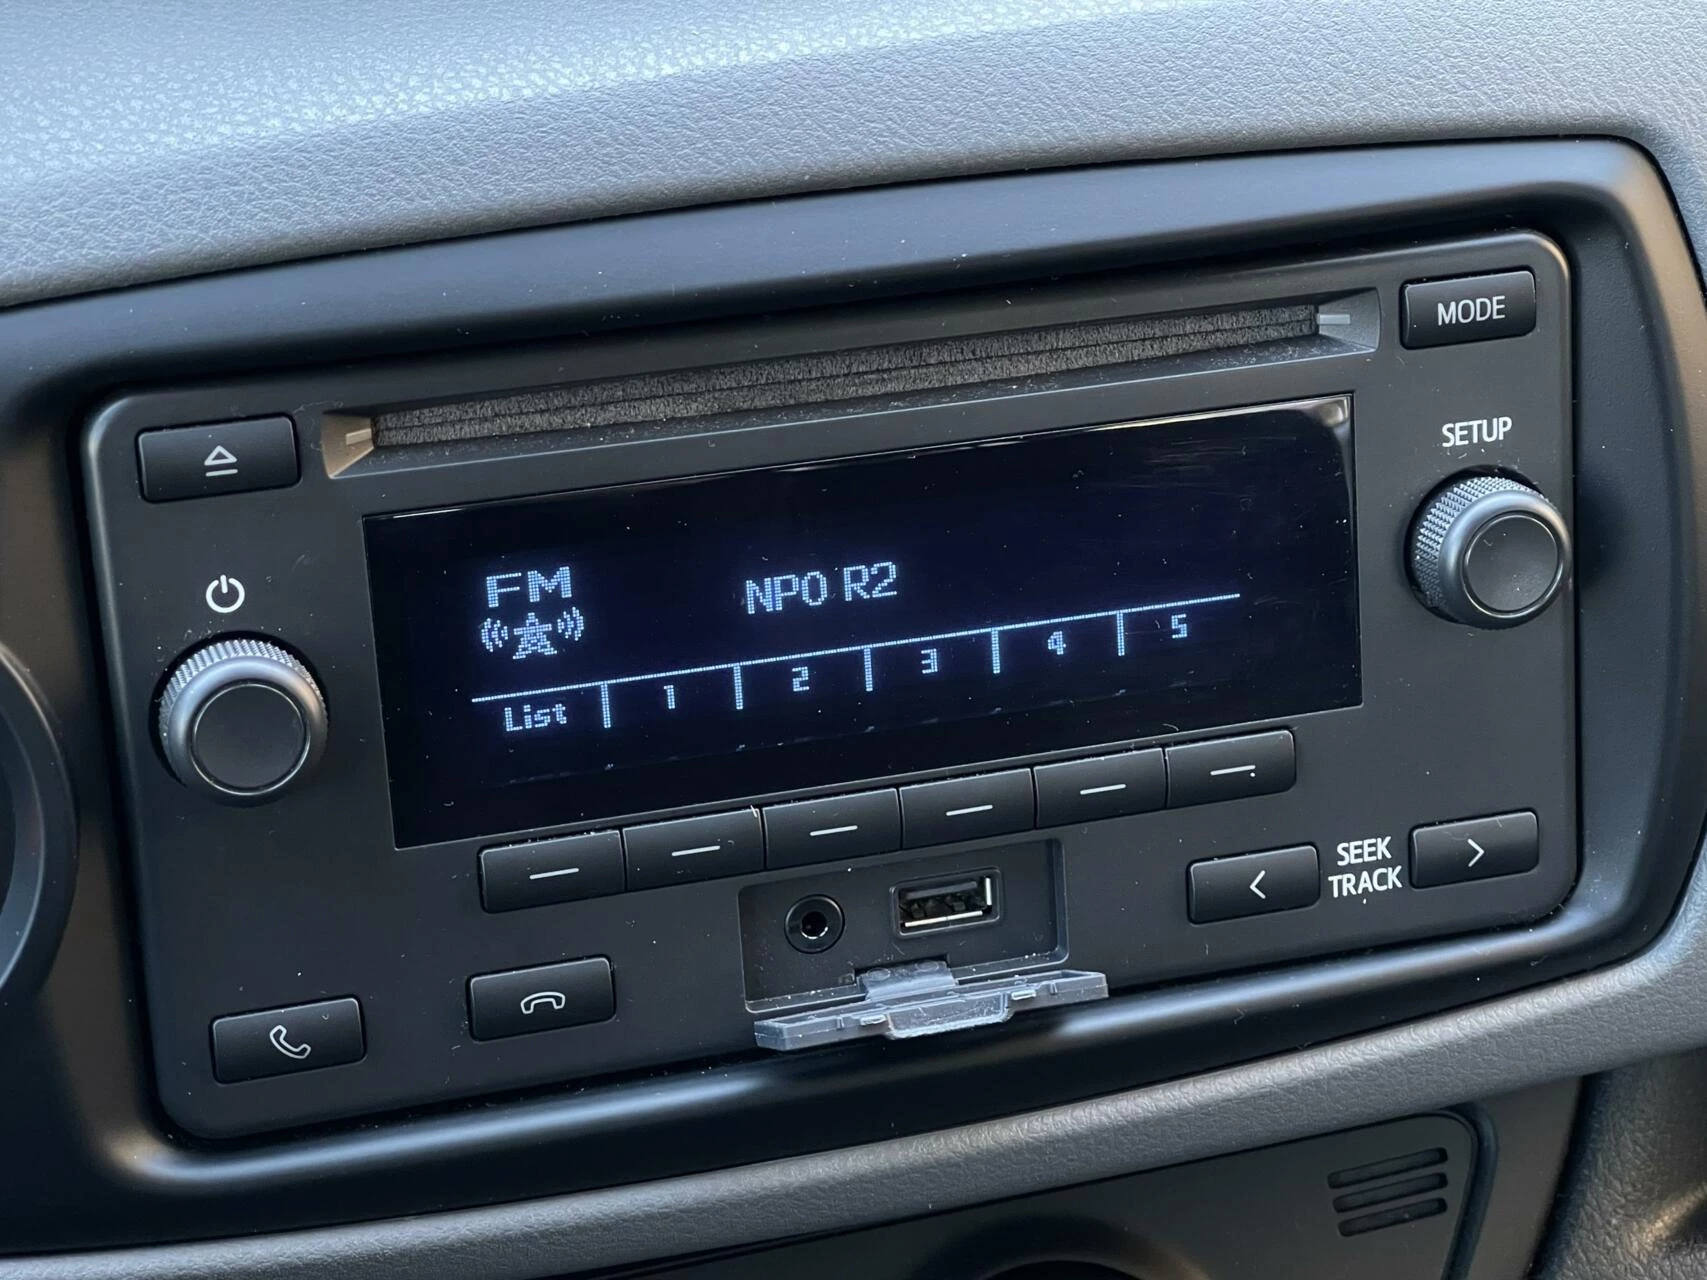 MODE
SETUP
FM
NPO R2
List 1 2 3 4 5
SEEK
TRACK